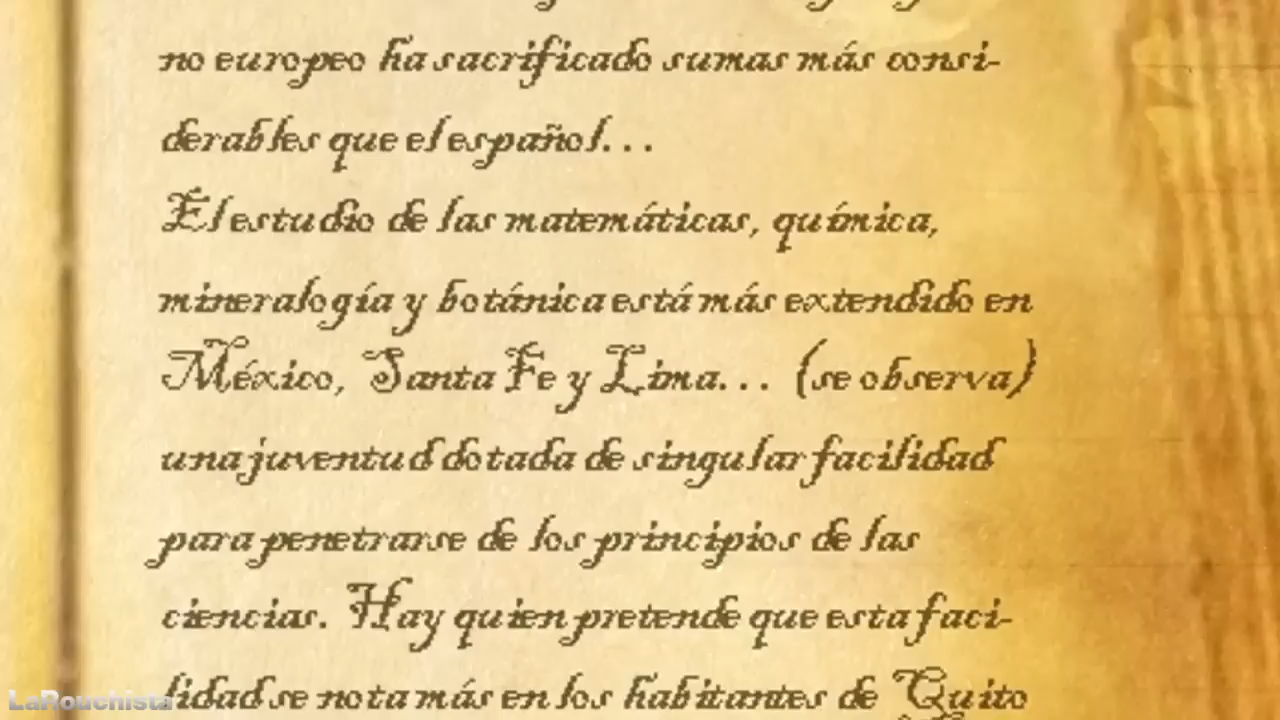 no europeo ha sacrificado sumas más consi-
derables que el español...
El estudio de las matemáticas, química,
mineralogía y botánica está más extendido en
México, Santa Fe y Lima... (se observa)
una juventud dotada de singular facilidad
para penetrarse de los principios de las
ciencias. Hay quien pretende que esta faci-
lidad se nota más en los habitantes de Quito
LaRouchista